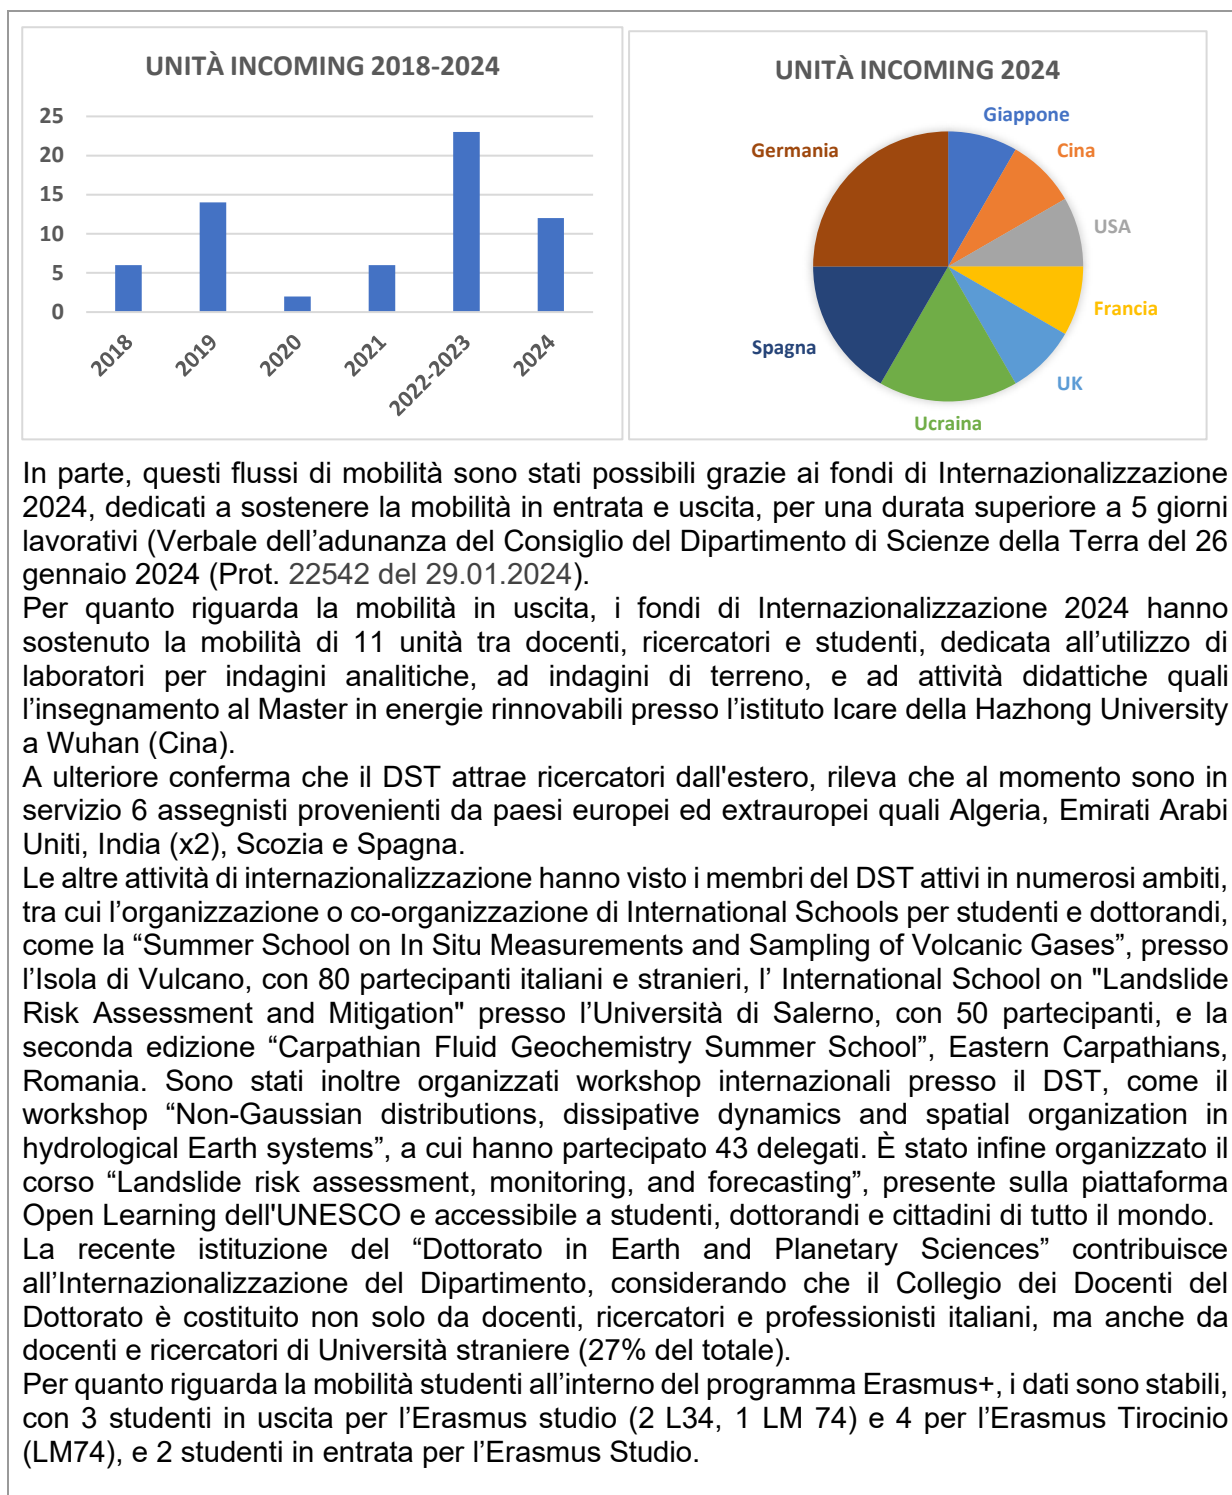 UNITÀ INCOMING 2018-2024
25
20
15
10
5
0
2018
2019
2020
2021
2022-2023
2024
UNITÀ INCOMING 2024
Giappone
Cina
USA
Francia
UK
Ucraina
Spagna
Germania
In parte, questi flussi di mobilità sono stati possibili grazie ai fondi di Internazionalizzazione
2024, dedicati a sostenere la mobilità in entrata e uscita, per una durata superiore a 5 giorni
lavorativi (Verbale dell’adunanza del Consiglio del Dipartimento di Scienze della Terra del 26
gennaio 2024 (Prot. 22542 del 29.01.2024).
Per quanto riguarda la mobilità in uscita, i fondi di Internazionalizzazione 2024 hanno
sostenuto la mobilità di 11 unità tra docenti, ricercatori e studenti, dedicata all’utilizzo di
laboratori per indagini analitiche, ad indagini di terreno, e ad attività didattiche quali
l’insegnamento al Master in energie rinnovabili presso l’istituto Icare della Hazhong University
a Wuhan (Cina).
A ulteriore conferma che il DST attrae ricercatori dall'estero, rileva che al momento sono in
servizio 6 assegnisti provenienti da paesi europei ed extraeuropei quali Algeria, Emirati Arabi
Uniti, India (x2), Scozia e Spagna.
Le altre attività di internazionalizzazione hanno visto i membri del DST attivi in numerosi ambiti,
tra cui l’organizzazione o co-organizzazione di International Schools per studenti e dottorandi,
come la “Summer School on In Situ Measurements and Sampling of Volcanic Gases”, presso
l’Isola di Vulcano, con 80 partecipanti italiani e stranieri, l’ International School on "Landslide
Risk Assessment and Mitigation" presso l’Università di Salerno, con 50 partecipanti, e la
seconda edizione “Carpathian Fluid Geochemistry Summer School”, Eastern Carpathians,
Romania. Sono stati inoltre organizzati workshop internazionali presso il DST, come il
workshop “Non-Gaussian distributions, dissipative dynamics and spatial organization in
hydrological Earth systems”, a cui hanno partecipato 43 delegati. È stato infine organizzato il
corso “Landslide risk assessment, monitoring, and forecasting”, presente sulla piattaforma
Open Learning dell'UNESCO e accessibile a studenti, dottorandi e cittadini di tutto il mondo.
La recente istituzione del “Dottorato in Earth and Planetary Sciences” contribuisce
all’Internazionalizzazione del Dipartimento, considerando che il Collegio dei Docenti del
Dottorato è costituito non solo da docenti, ricercatori e professionisti italiani, ma anche da
docenti e ricercatori di Università straniere (27% del totale).
Per quanto riguarda la mobilità studenti all’interno del programma Erasmus+, i dati sono stabili,
con 3 studenti in uscita per l’Erasmus studio (2 L34, 1 LM 74) e 4 per l’Erasmus Tirocinio
(LM74), e 2 studenti in entrata per l’Erasmus Studio.